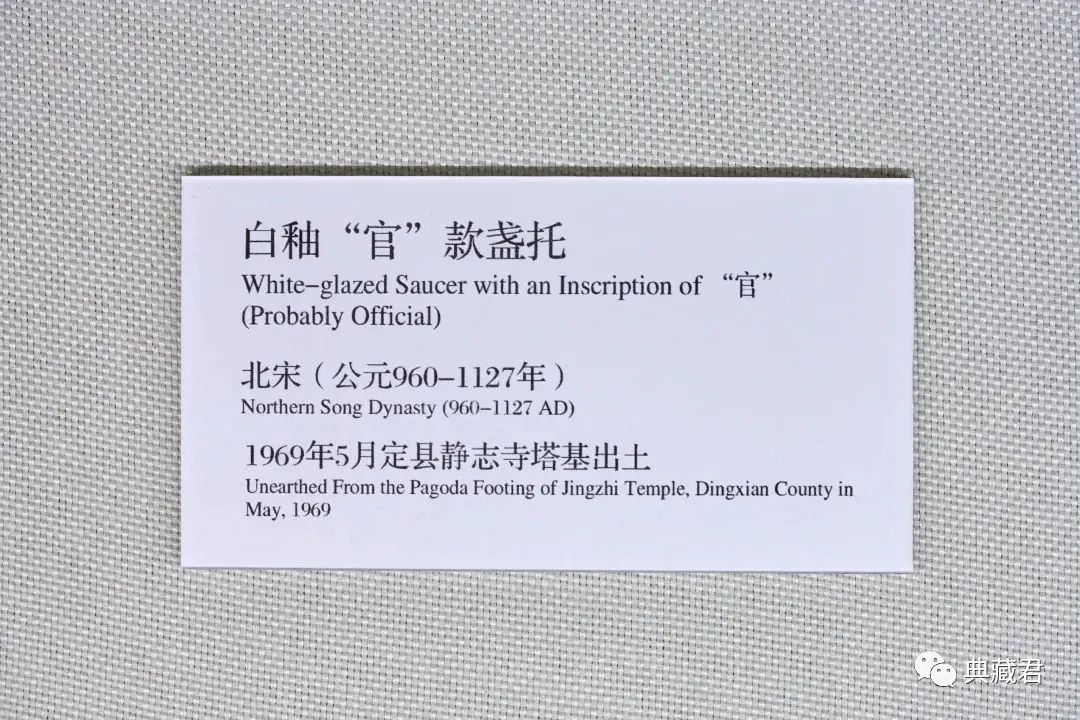 白釉“官”款盏托
White-glazed Saucer with an Inscription of “官”
(Probably Official)
北宋（公元960-1127年）
Northern Song Dynasty (960-1127 AD)
1969年5月定县静志寺塔基出土
Unearthed From the Pagoda Footing of Jingzhi Temple, Dingxian County in
May, 1969
典藏君